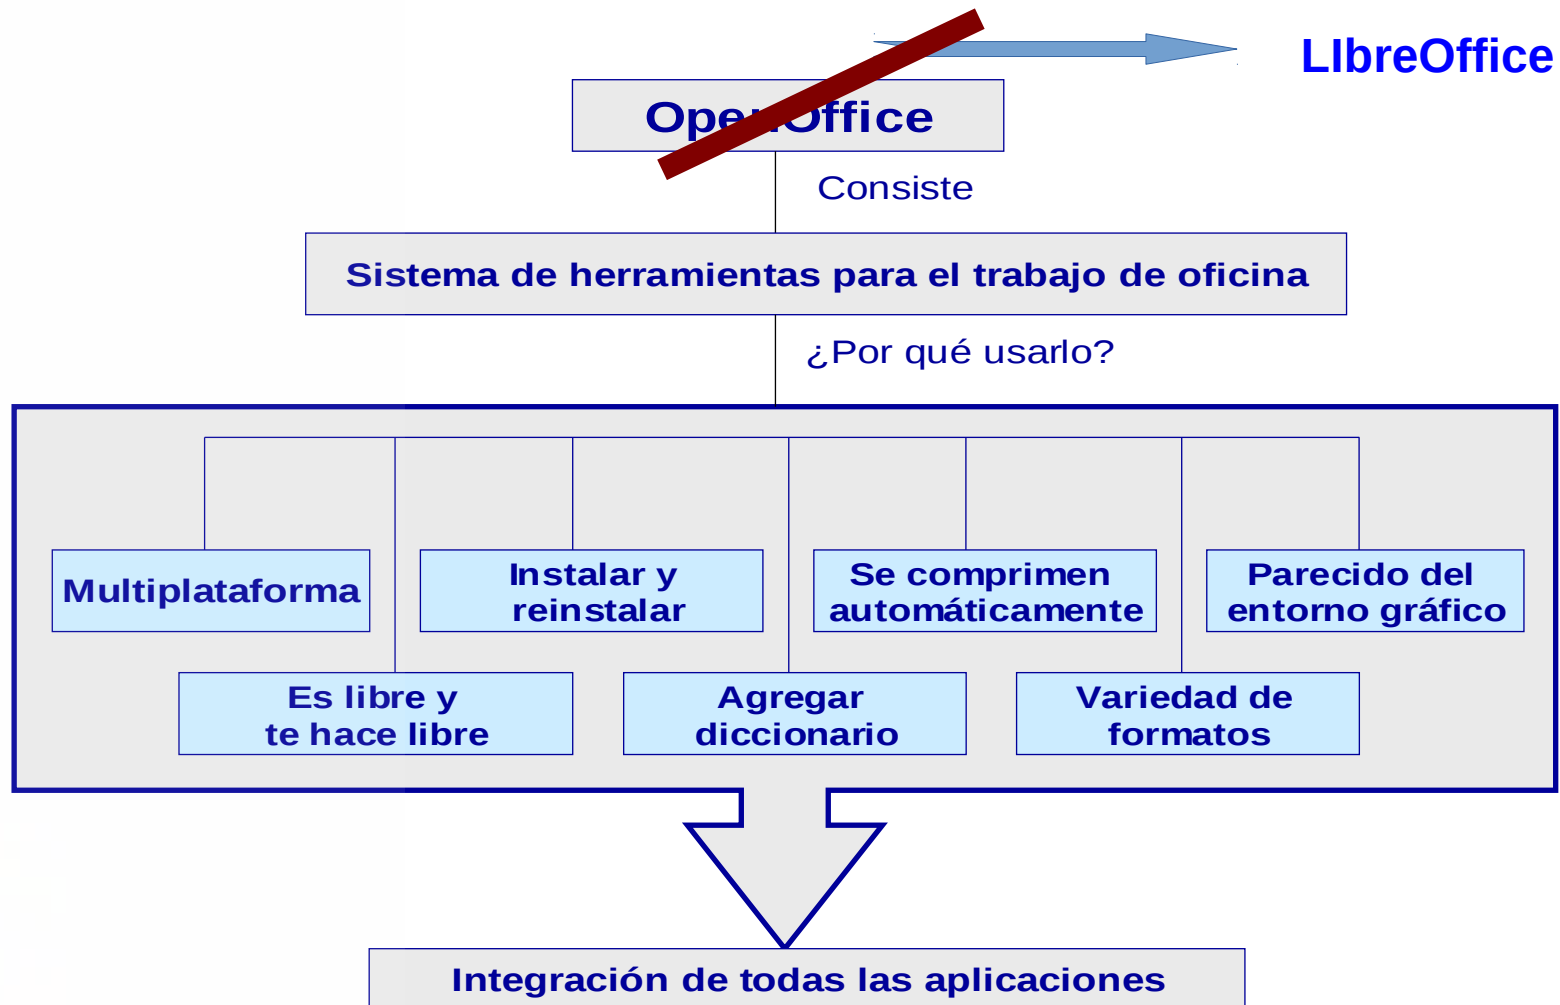 LIbreOffice
OpenOffice
Consiste
Sistema de herramientas para el trabajo de oficina
¿Por qué usarlo?
Multiplataforma
Instalar y
reinstalar
Se comprimen
automáticamente
Parecido del
entorno gráfico
Es libre y
te hace libre
Agregar
diccionario
Variedad de
formatos
Integración de todas las aplicaciones